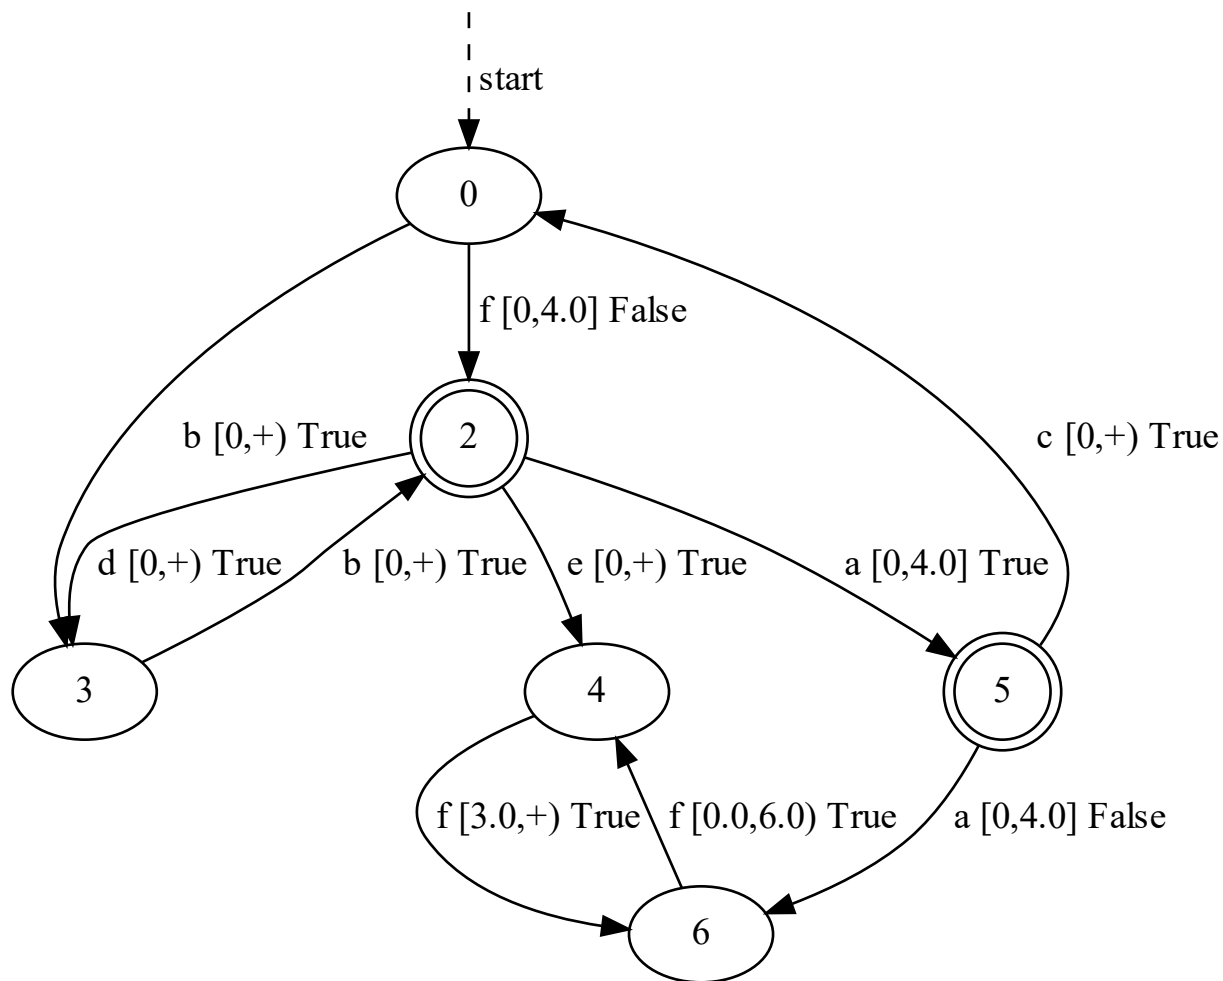 start
0
f [0,4.0] False
b [0,+) True
2
c [0,+) True
d [0,+) True
b [0,+) True
e [0,+) True
a [0,4.0] True
3
4
5
f [3.0,+) True
f [0.0,6.0) True
a [0,4.0] False
6